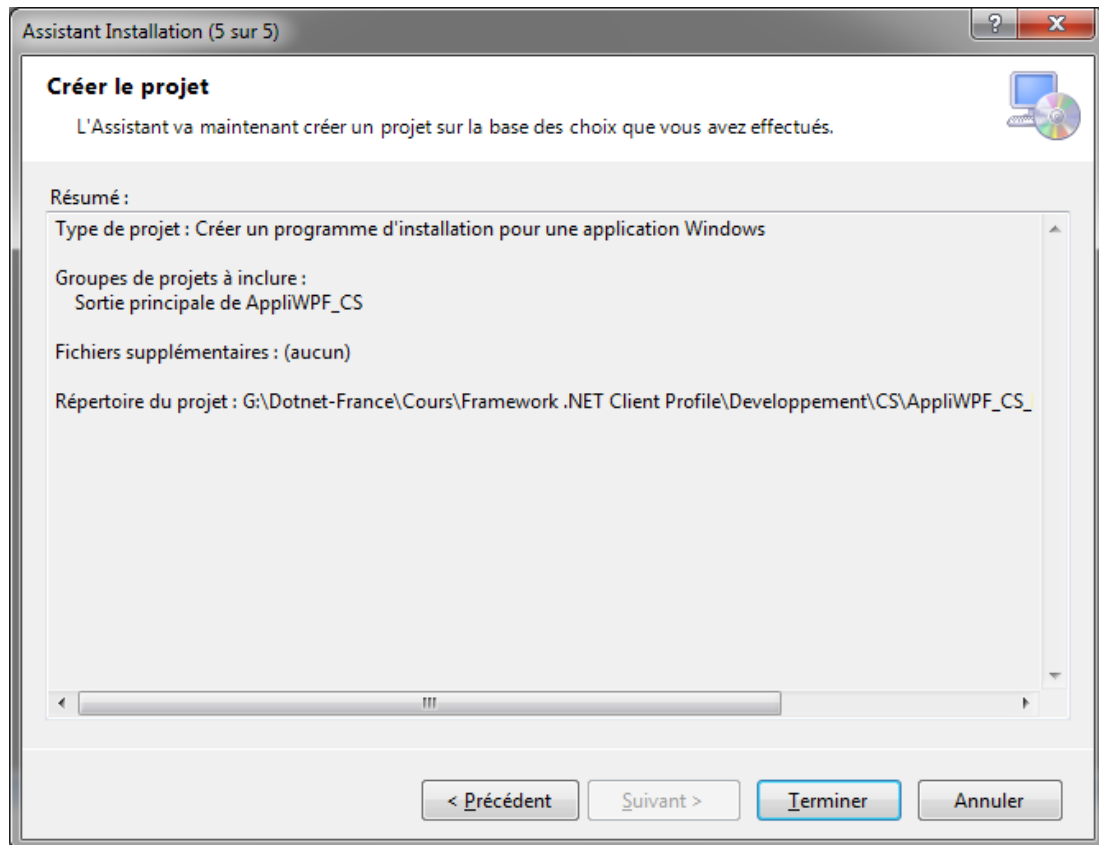 Assistant Installation (5 sur 5)
Créer le projet
L'Assistant va maintenant créer un projet sur la base des choix que vous avez effectués.
Résumé :
Type de projet : Créer un programme d'installation pour une application Windows
Groupes de projets à inclure :
Sortie principale de AppliWPF_CS
Fichiers supplémentaires : (aucun)
Répertoire du projet : G:\Dotnet-France\Cours\Framework .NET Client Profile\Developpement\CS\AppliWPF_CS_
< Précédent Suivant > Terminer Annuler